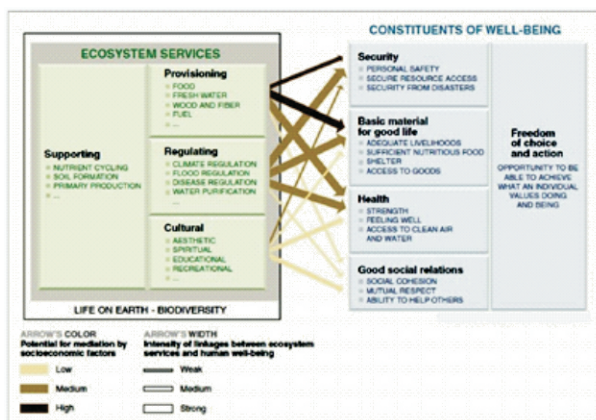 CONSTITUENTS OF WELL-BEING
ECOSYSTEM SERVICES
Provisioning
FOOD
FRESH WATER
WOOD AND FIBER
FUEL
...
Supporting
NUTRIENT CYCLING
SOIL FORMATION
PRIMARY PRODUCTION
...
Regulating
CLIMATE REGULATION
FLOOD REGULATION
DISEASE REGULATION
WATER PURIFICATION
...
Cultural
AESTHETIC
SPIRITUAL
EDUCATIONAL
RECREATIONAL
...
LIFE ON EARTH - BIODIVERSITY
Security
PERSONAL SAFETY
SECURE RESOURCE ACCESS
SECURITY FROM DISASTERS
Basic material
for good life
ADEQUATE LIVELIHOODS
SUFFICIENT NUTRITIOUS FOOD
SHELTER
ACCESS TO GOODS
Health
STRENGTH
FEELING WELL
ACCESS TO CLEAN AIR
AND WATER
Good social relations
SOCIAL COHESION
MUTUAL RESPECT
ABILITY TO HELP OTHERS
Freedom
of choice
and action
OPPORTUNITY TO BE
ABLE TO ACHIEVE
WHAT AN INDIVIDUAL
VALUES DOING
AND BEING
ARROW'S COLOR
Potential for mediation by
socioeconomic factors
Low
Medium
High
ARROW'S WIDTH
Intensity of linkages between ecosystem
services and human well-being
Weak
Medium
Strong